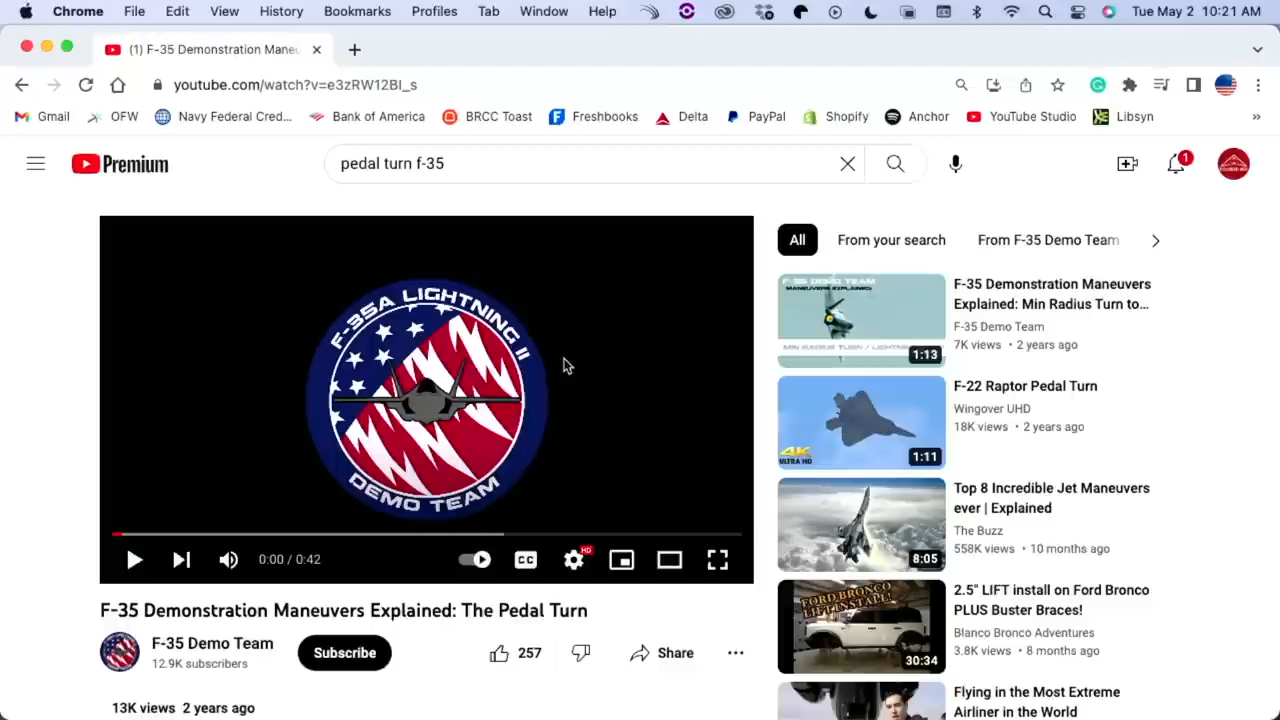 Chrome File Edit View History Bookmarks Profiles Tab Window Help Tue May 2 10:21 AM
(1) F-35 Demonstration Maneu
youtube.com/watch?v=e3zRW12BI_s
Gmail OFW Navy Federal Cred... Bank of America BRCC Toast Freshbooks Delta PayPal Shopify Anchor YouTube Studio Libsyn »
Premium
pedal turn f-35
1
F-35A LIGHTNING II
DEMO TEAM
0:00 / 0:42
CC
HD
F-35 Demonstration Maneuvers Explained: The Pedal Turn
F-35 Demo Team
12.9K subscribers
Subscribe
257
Share
13K views 2 years ago
All From your search From F-35 Demo Team
F-35 DEMO TEAM
MANEUVERS EXPLAINED
1:13
F-35 Demonstration Maneuvers
Explained: Min Radius Turn to...
F-35 Demo Team
7K views • 2 years ago
4K
ULTRA HD
1:11
F-22 Raptor Pedal Turn
Wingover UHD
18K views • 2 years ago
8:05
Top 8 Incredible Jet Maneuvers
ever | Explained
The Buzz
558K views • 10 months ago
FORD BRONCO
LIFT INSTALL!
30:34
2.5" LIFT install on Ford Bronco
PLUS Buster Braces!
Blanco Bronco Adventures
3.8K views • 8 months ago
Flying in the Most Extreme
Airliner in the World